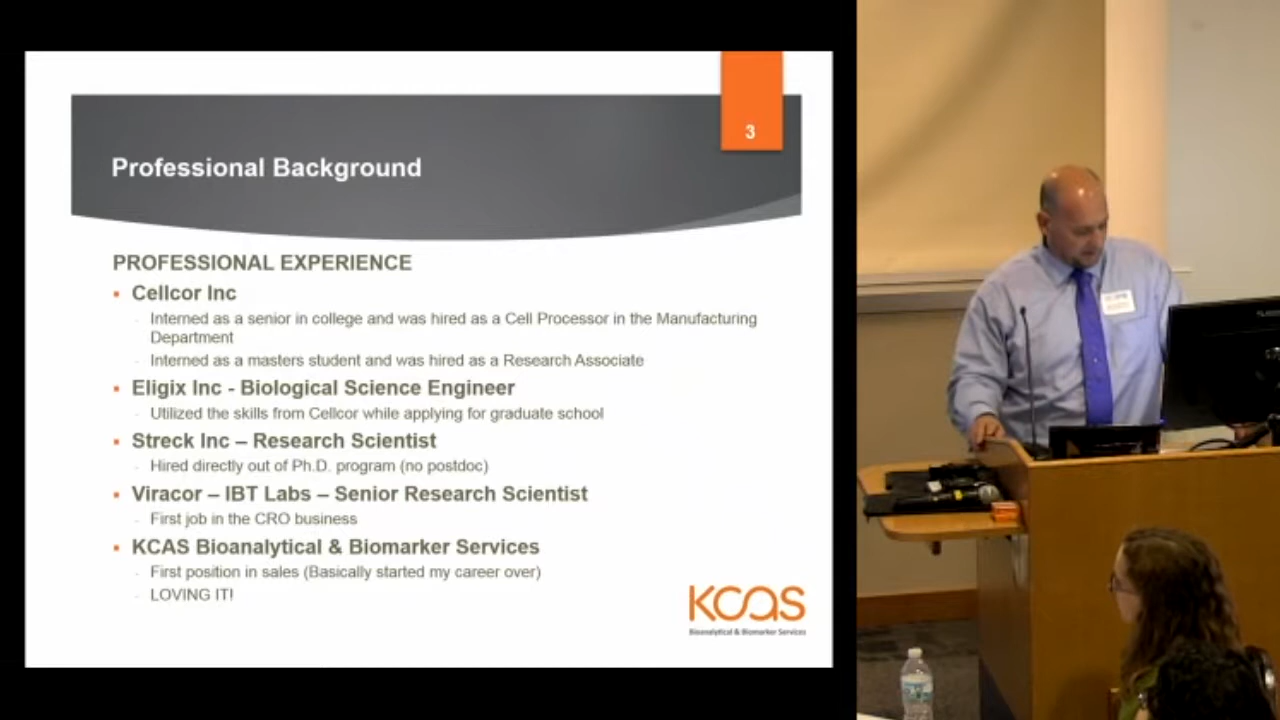 3
Professional Background
PROFESSIONAL EXPERIENCE
Cellcor Inc
Interned as a senior in college and was hired as a Cell Processor in the Manufacturing
Department
Interned as a masters student and was hired as a Research Associate
Eligix Inc - Biological Science Engineer
Utilized the skills from Cellcor while applying for graduate school
Streck Inc – Research Scientist
Hired directly out of Ph.D. program (no postdoc)
Viracor – IBT Labs – Senior Research Scientist
First job in the CRO business
KCAS Bioanalytical & Biomarker Services
First position in sales (Basically started my career over)
LOVING IT!
KCAS
Bioanalytical & Biomarker Services